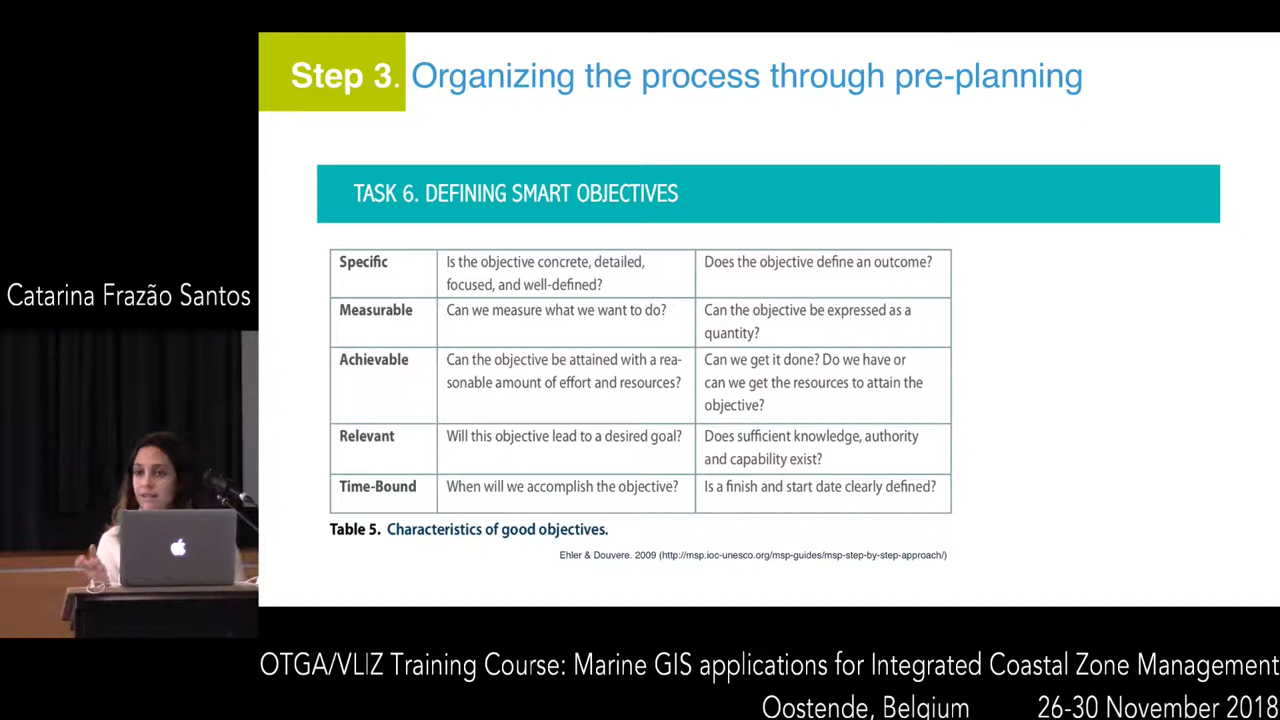 Step 3. Organizing the process through pre-planning
TASK 6. DEFINING SMART OBJECTIVES
Specific
Is the objective concrete, detailed,
focused, and well-defined?
Does the objective define an outcome?
Measurable
Can we measure what we want to do?
Can the objective be expressed as a
quantity?
Achievable
Can the objective be attained with a rea-
sonable amount of effort and resources?
Can we get it done? Do we have or
can we get the resources to attain the
objective?
Relevant
Will this objective lead to a desired goal?
Does sufficient knowledge, authority
and capability exist?
Time-Bound
When will we accomplish the objective?
Is a finish and start date clearly defined?
Table 5. Characteristics of good objectives.
Ehler & Douvere. 2009 (http://msp.ioc-unesco.org/msp-guides/msp-step-by-step-approach/)
Catarina Frazão Santos
OTGA/VLIZ Training Course: Marine GIS applications for Integrated Coastal Zone Management
Oostende, Belgium 26-30 November 2018